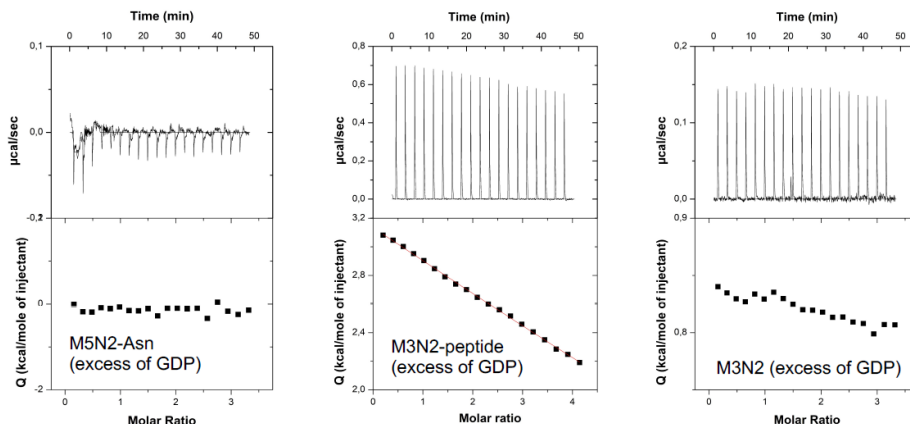 Time (min)
0 10 20 30 40 50
0,1
0,0
µcal/sec
-0,1
0
-2
Q (kcal/mole of injectant)
M5N2-Asn
(excess of GDP)
0 1 2 3
Molar Ratio
Time (min)
0 10 20 30 40 50
0,8
0,6
0,4
0,2
0,0
µcal/sec
3,2
2,8
2,4
2,0
Q (kcal/mole of injectant)
M3N2-peptide
(excess of GDP)
0 1 2 3 4
Molar ratio
Time (min)
0 10 20 30 40 50
0,2
0,1
0,0
µcal/sec
0,9
0,8
Q (kcal/mole of injectant)
M3N2 (excess of GDP)
0 1 2 3
Molar Ratio